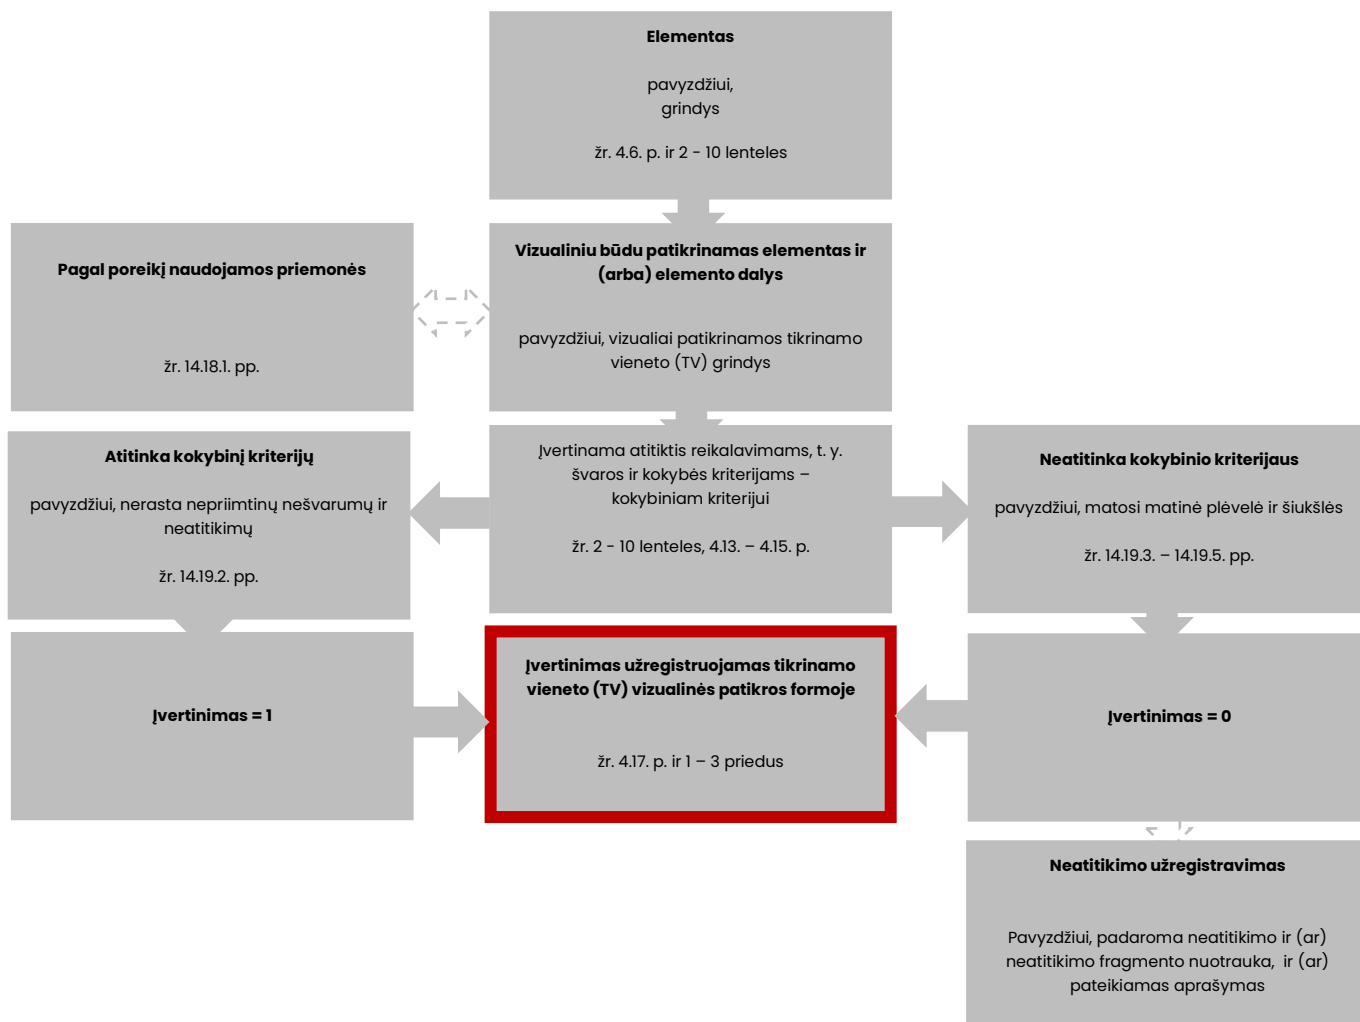 Elementas
pavyzdžiui,
grindys
žr. 4.6. p. ir 2 - 10 lenteles
Pagal poreikį naudojamos priemonės
žr. 14.18.1. pp.
Vizualiniu būdu patikrinamas elementas ir
(arba) elemento dalys
pavyzdžiui, vizualiai patikrinamos tikrinamo
vieneto (TV) grindys
Atitinka kokybinį kriterijų
pavyzdžiui, nerasta nepriimtinų nešvarumų ir
neatitikimų
žr. 14.19.2. pp.
Įvertinama atitiktis reikalavimams, t. y.
švaros ir kokybės kriterijams –
kokybiniam kriterijui
žr. 2 - 10 lenteles, 4.13. – 4.15. p.
Neatitinka kokybinio kriterijaus
pavyzdžiui, matosi matinė plėvelė ir šiukšlės
žr. 14.19.3. – 14.19.5. pp.
Įvertinimas = 1
Įvertinimas užregistruojamas tikrinamo
vieneto (TV) vizualinės patikros formoje
žr. 4.17. p. ir 1 – 3 priedus
Įvertinimas = 0
Neatitikimo užregistravimas
Pavyzdžiui, padaroma neatitikimo ir (ar)
neatitikimo fragmento nuotrauka, ir (ar)
pateikiamas aprašymas